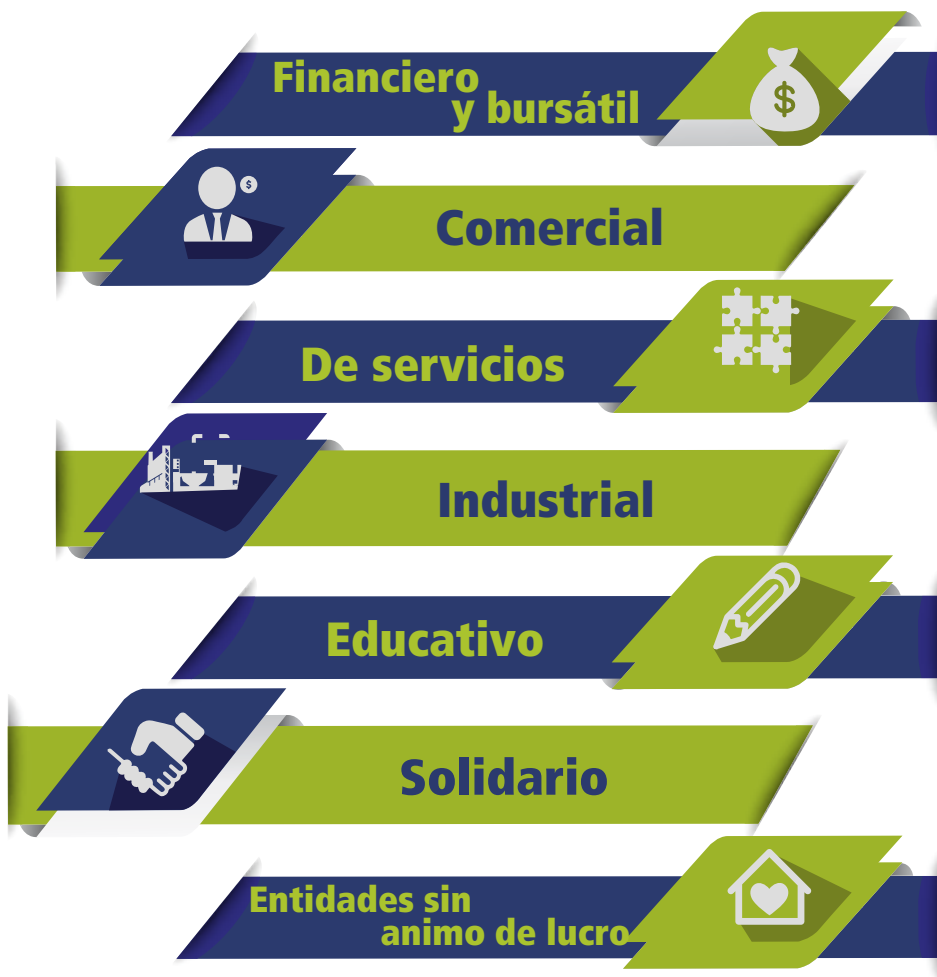 Financiero
y bursátil
$
$
Comercial
De servicios
Industrial
Educativo
Solidario
Entidades sin
animo de lucro